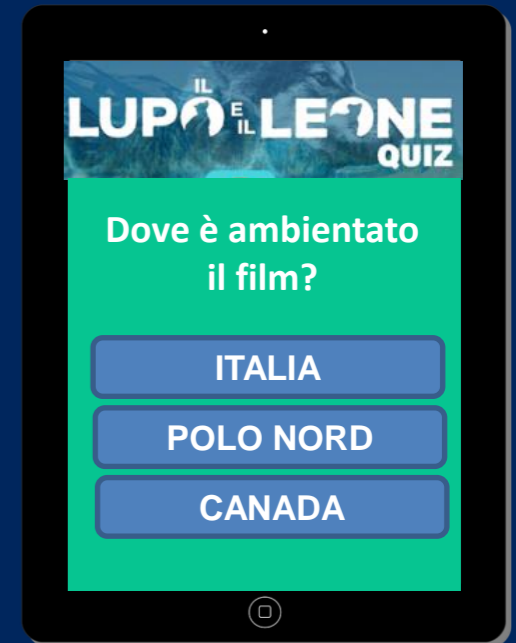 IL
LUPO E IL LEONE
QUIZ
Dove è ambientato
il film?
ITALIA
POLO NORD
CANADA